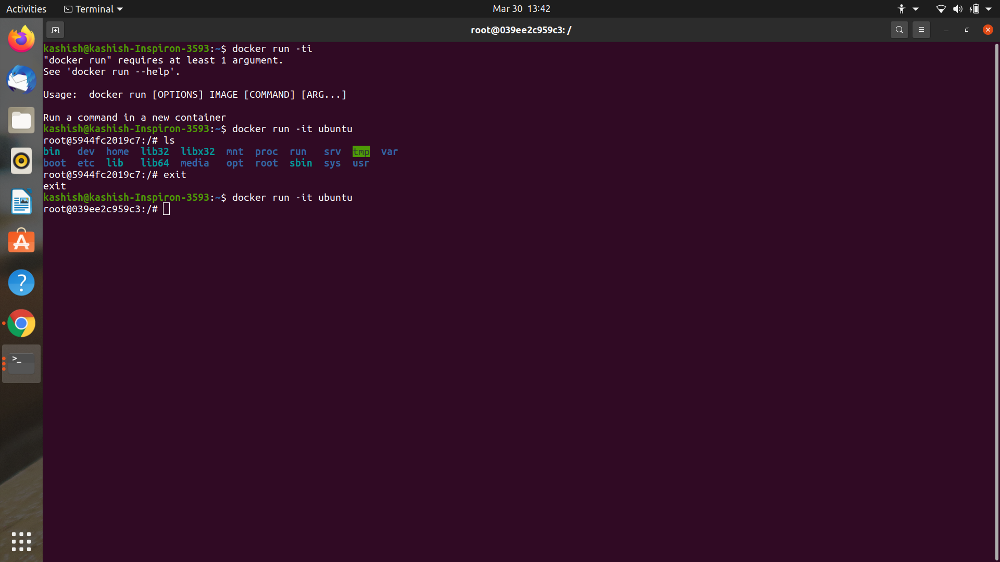 Activities Terminal Mar 30 13:42
root@039ee2c959c3: /
kashish@kashish-Inspiron-3593:~$ docker run -ti
"docker run" requires at least 1 argument.
See 'docker run --help'.
Usage:  docker run [OPTIONS] IMAGE [COMMAND] [ARG...]
Run a command in a new container
kashish@kashish-Inspiron-3593:~$ docker run -it ubuntu
root@5944fc2019c7:/# ls
bin   dev  home  lib32  libx32  mnt  proc  run   srv  tmp  var
boot  etc  lib   lib64  media   opt  root  sbin  sys  usr
root@5944fc2019c7:/# exit
exit
kashish@kashish-Inspiron-3593:~$ docker run -it ubuntu
root@039ee2c959c3:/#